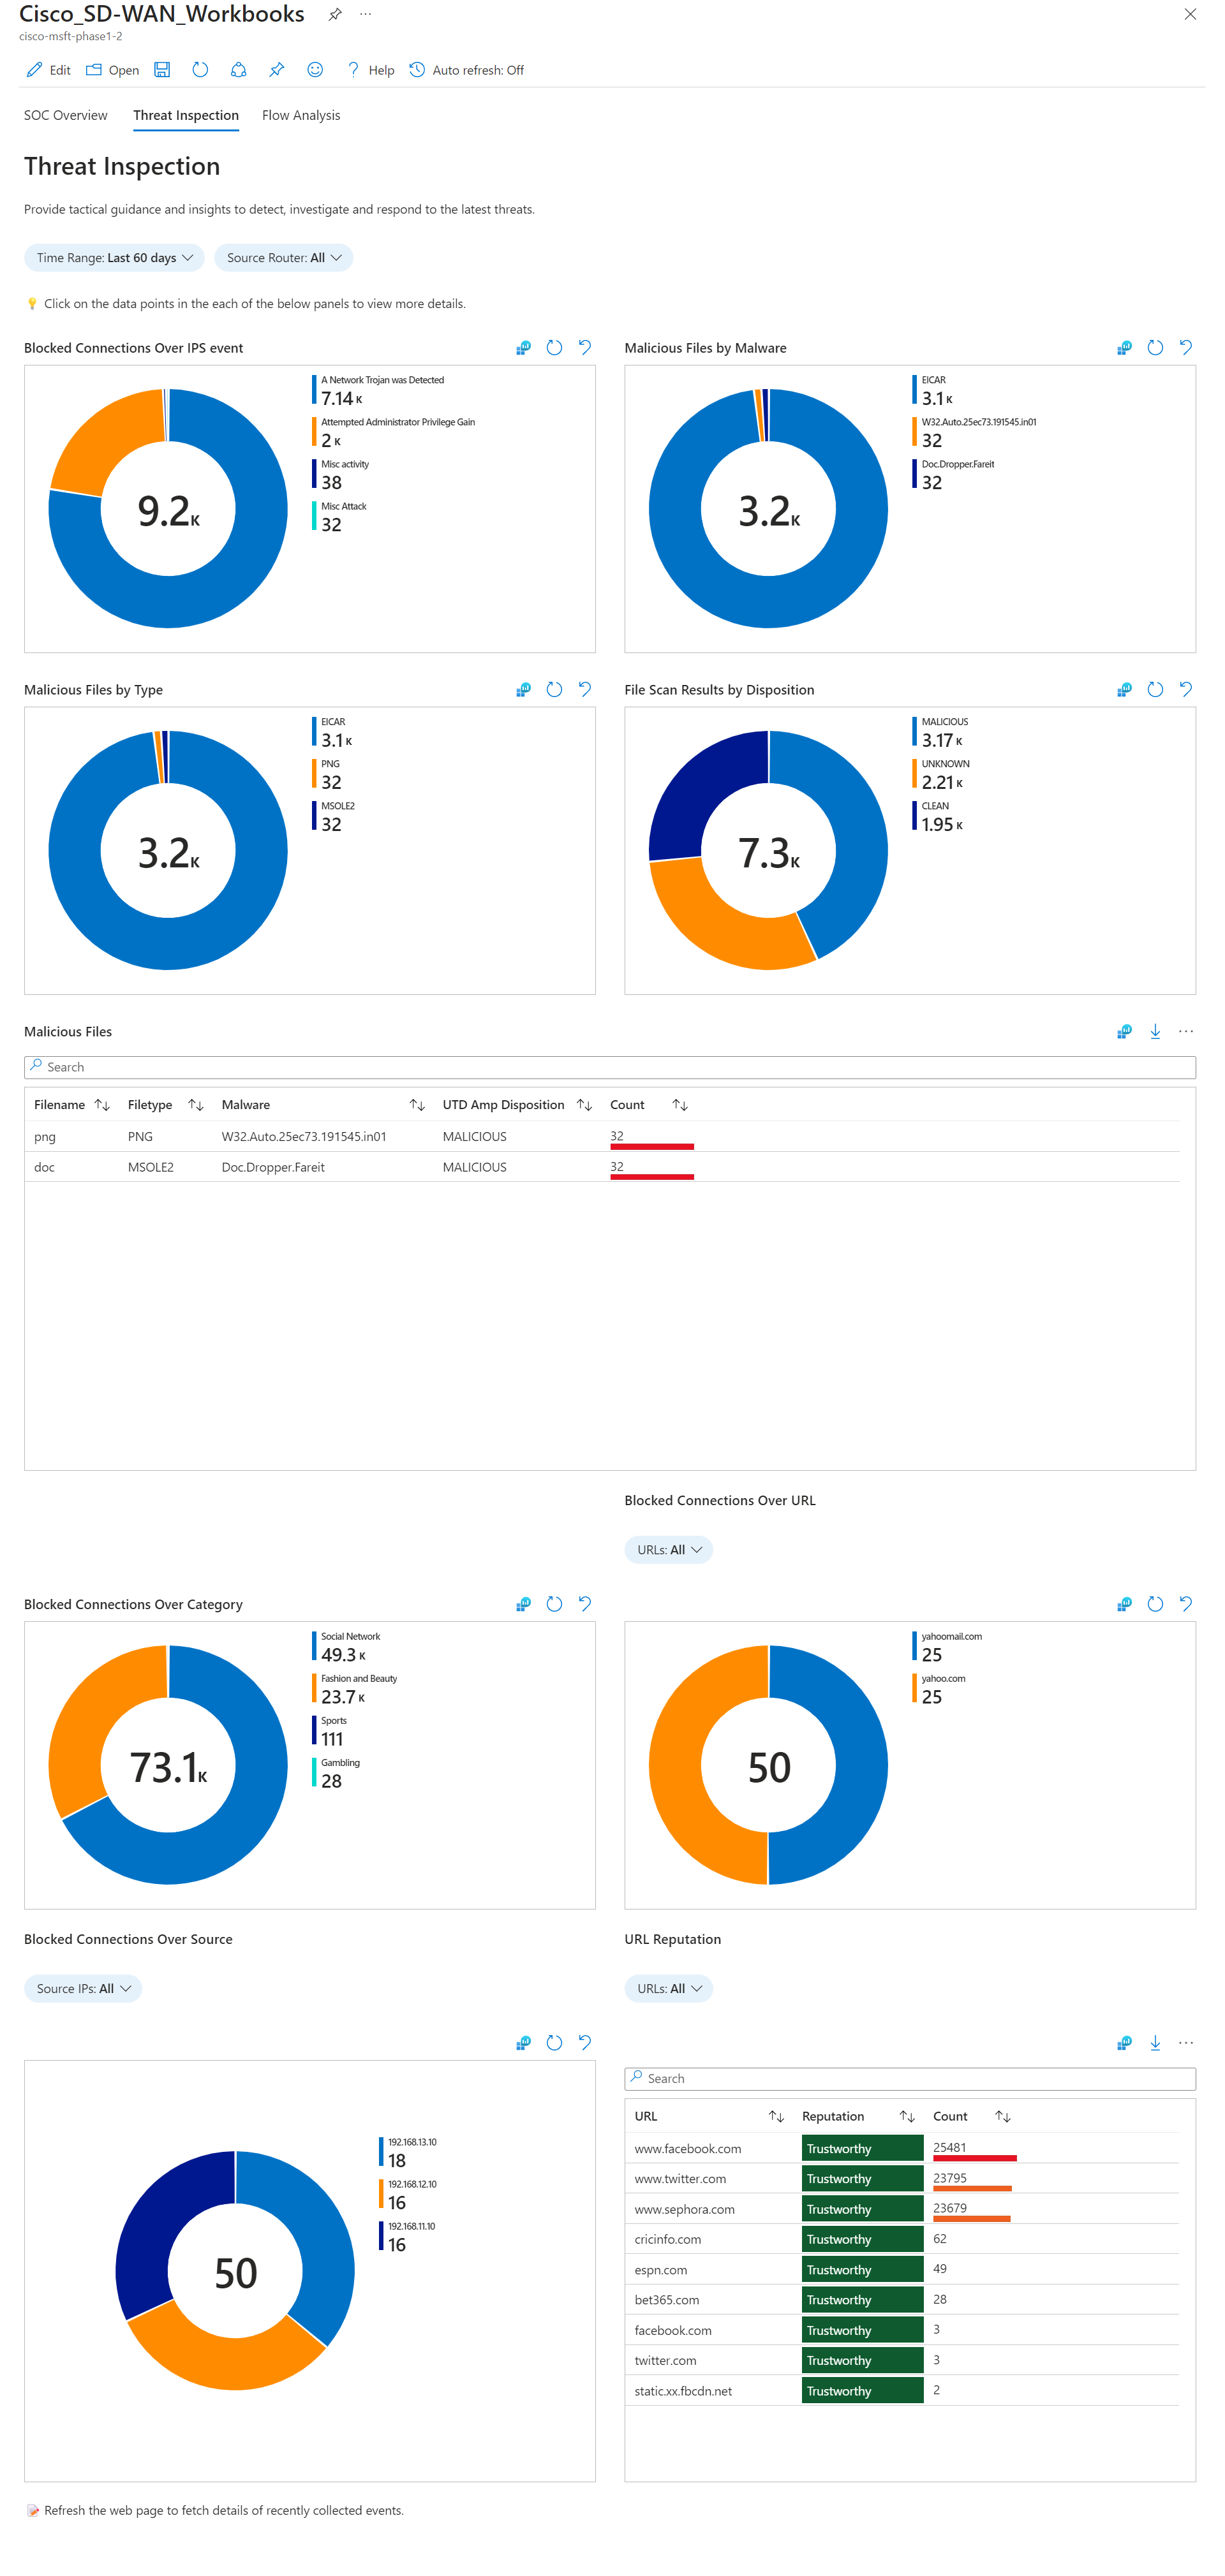 Cisco_SD-WAN_Workbooks
cisco-msft-phase1-2
Edit Open Help Auto refresh: Off
SOC Overview Threat Inspection Flow Analysis
Threat Inspection
Provide tactical guidance and insights to detect, investigate and respond to the latest threats.
Time Range: Last 60 days Source Router: All
Click on the data points in the each of the below panels to view more details.
Blocked Connections Over IPS event
A Network Trojan was Detected
7.14 K
Attempted Administrator Privilege Gain
2 K
Misc activity
38
Misc Attack
32
9.2K
Malicious Files by Malware
EICAR
3.1 K
W32.Auto.25ec73.191545.in01
32
Doc.Dropper.Fareit
32
3.2K
Malicious Files by Type
EICAR
3.1 K
PNG
32
MSOLE2
32
3.2K
File Scan Results by Disposition
MALICIOUS
3.17 K
UNKNOWN
2.21 K
CLEAN
1.95 K
7.3K
Malicious Files
Search
Filename Filetype Malware UTD Amp Disposition Count
png PNG W32.Auto.25ec73.191545.in01 MALICIOUS 32
doc MSOLE2 Doc.Dropper.Fareit MALICIOUS 32
Blocked Connections Over URL
URLs: All
Blocked Connections Over Category
Social Network
49.3 K
Fashion and Beauty
23.7 K
Sports
111
Gambling
28
73.1K
yahoomail.com
25
yahoo.com
25
50
Blocked Connections Over Source
Source IPs: All
192.168.13.10
18
192.168.12.10
16
192.168.11.10
16
50
URL Reputation
URLs: All
Search
URL Reputation Count
www.facebook.com Trustworthy 25481
www.twitter.com Trustworthy 23795
www.sephora.com Trustworthy 23679
cricinfo.com Trustworthy 62
espn.com Trustworthy 49
bet365.com Trustworthy 28
facebook.com Trustworthy 3
twitter.com Trustworthy 3
static.xx.fbcdn.net Trustworthy 2
Refresh the web page to fetch details of recently collected events.